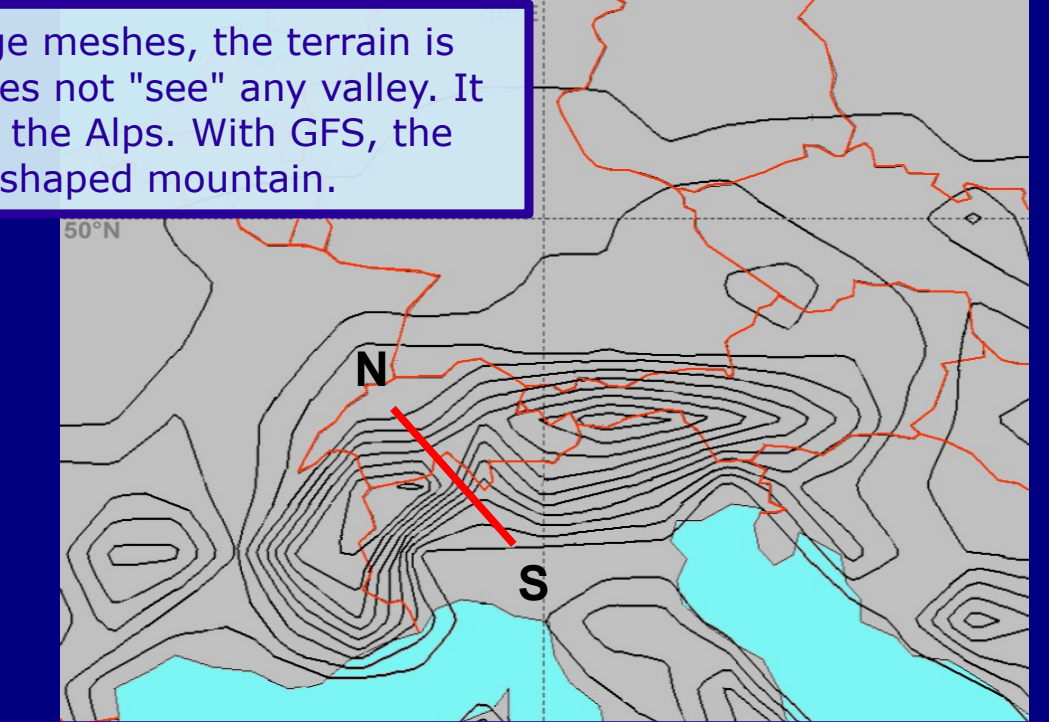 ge meshes, the terrain is
es not "see" any valley. It
the Alps. With GFS, the
shaped mountain.
50°N
N
S